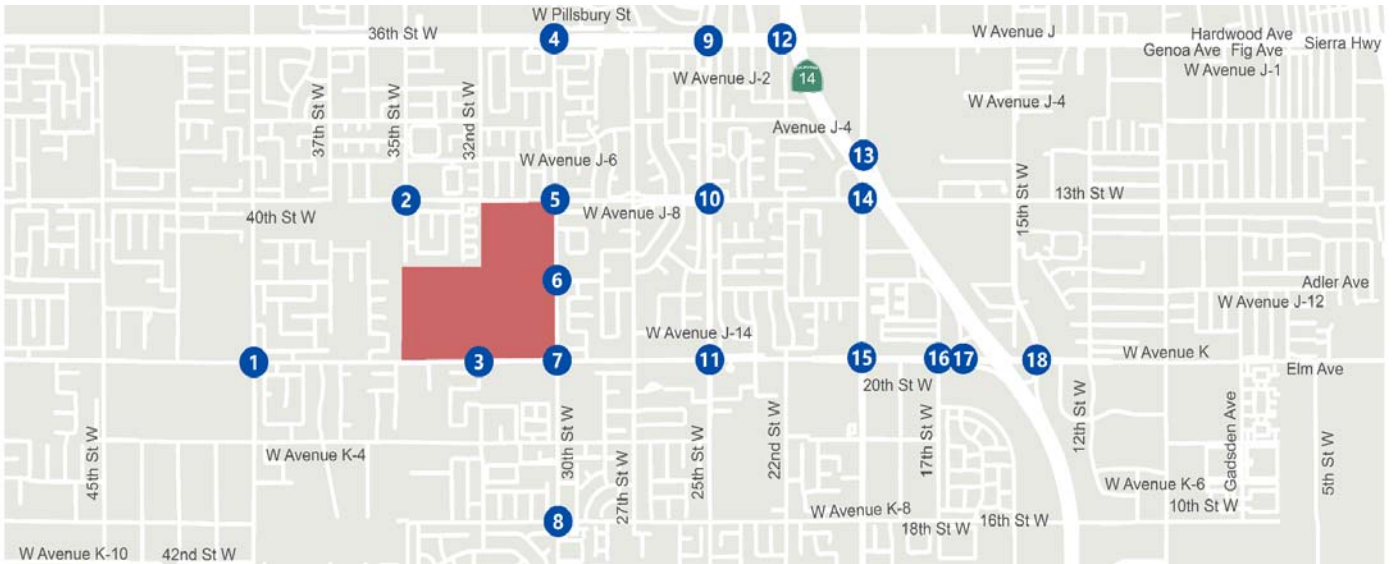 W Pillsbury St
36th St W
4
9
12
W Avenue J
Hardwood Ave
Sierra Hwy
Genoa Ave
Fig Ave
W Avenue J-1
W Avenue J-2
14
W Avenue J-4
37th St W
35th St W
32nd St W
Avenue J-4
13
W Avenue J-6
2
5
10
14
13th St W
15th St W
40th St W
W Avenue J-8
6
Adler Ave
W Avenue J-12
W Avenue J-14
1
3
7
11
15
16
17
18
W Avenue K
Elm Ave
20th St W
45th St W
W Avenue K-4
30th St W
27th St W
25th St W
22nd St W
17th St W
12th St W
Gadsden Ave
5th St W
W Avenue K-6
10th St W
8
W Avenue K-8
18th St W
16th St W
W Avenue K-10
42nd St W